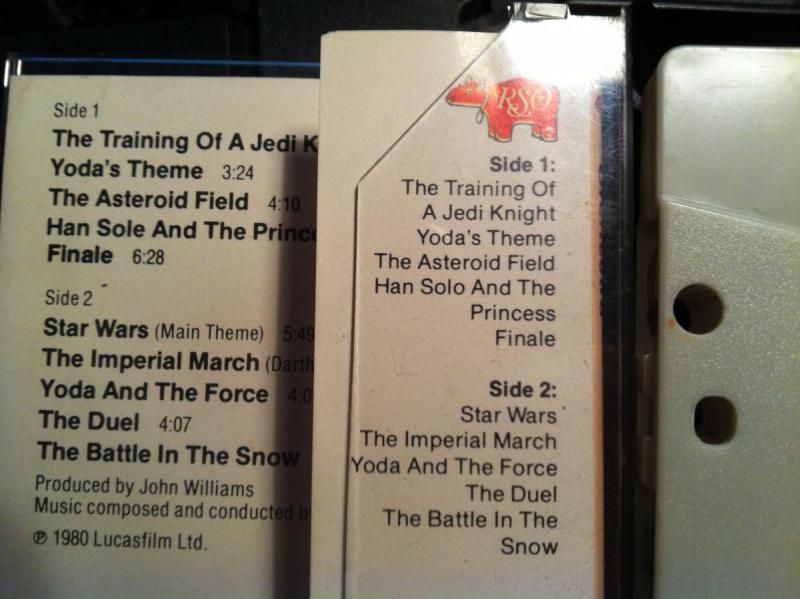 Side 1
The Training Of A Jedi K
Yoda's Theme 3:24
The Asteroid Field 4:10
Han Sole And The Prince
Finale 6:28
Side 2
Star Wars (Main Theme) 5:49
The Imperial March (Darth
Yoda And The Force 4:0
The Duel 4:07
The Battle In The Snow
Produced by John Williams
Music composed and conducted b
℗ 1980 Lucasfilm Ltd.
RSO
Side 1:
The Training Of
A Jedi Knight
Yoda's Theme
The Asteroid Field
Han Solo And The
Princess
Finale
Side 2:
Star Wars
The Imperial March
Yoda And The Force
The Duel
The Battle In The
Snow